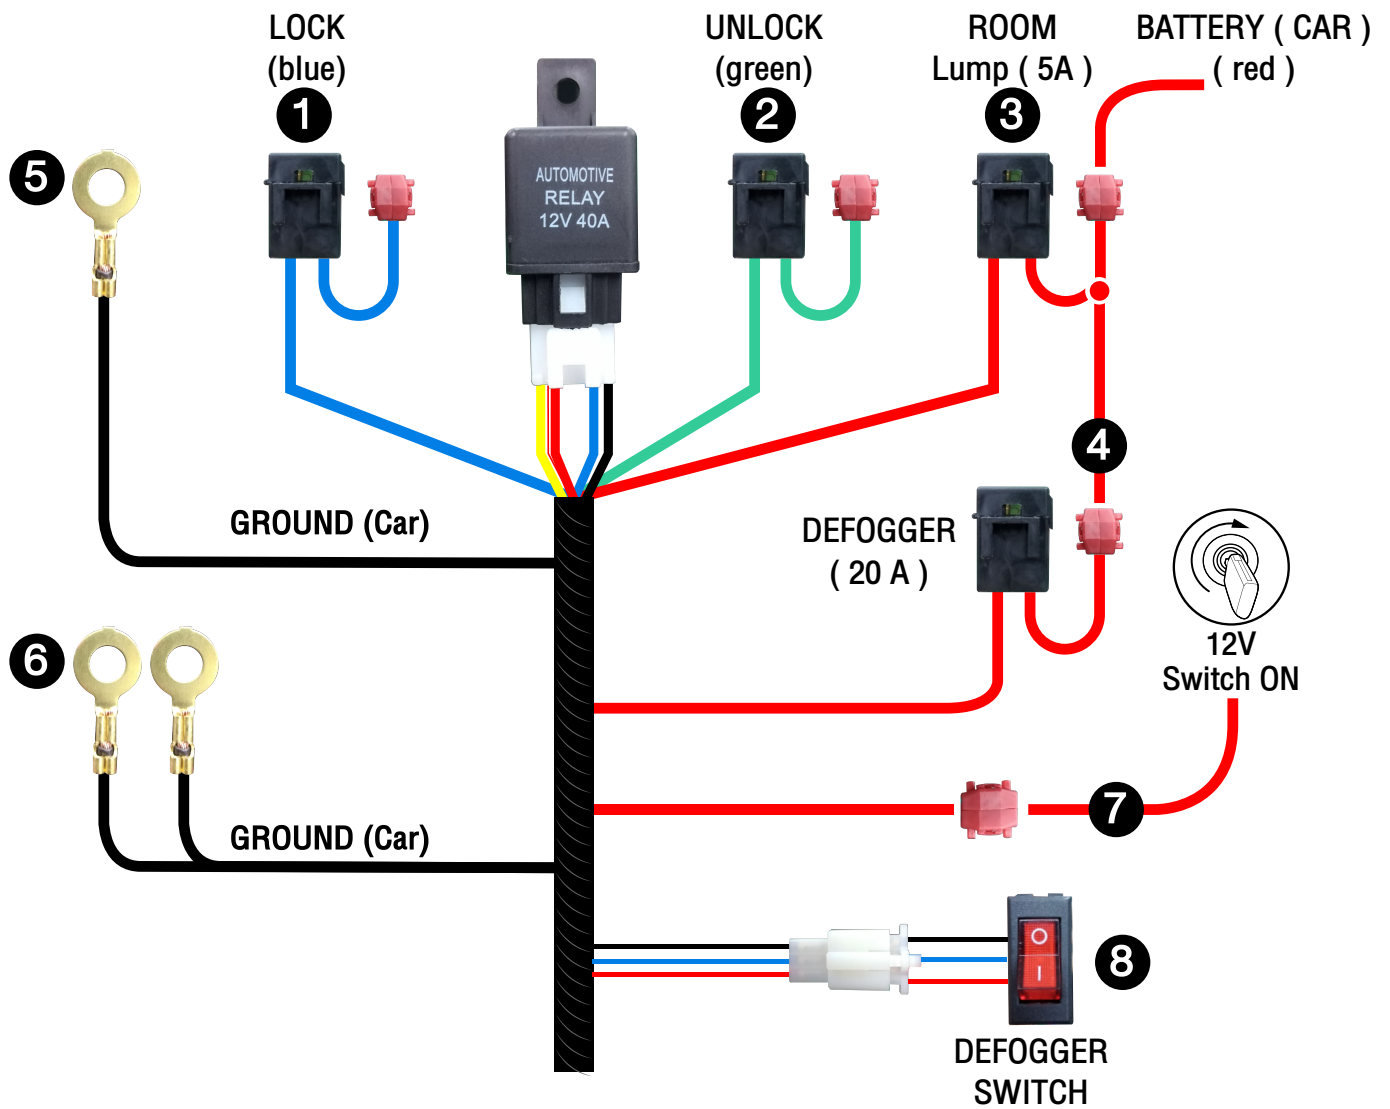 LOCK
(blue)
1
UNLOCK
(green)
2
ROOM
Lump ( 5A )
3
BATTERY ( CAR )
( red )
5
AUTOMOTIVE
RELAY
12V 40A
4
GROUND (Car)
DEFOGGER
( 20 A )
12V
Switch ON
6
7
GROUND (Car)
O
I
8
DEFOGGER
SWITCH